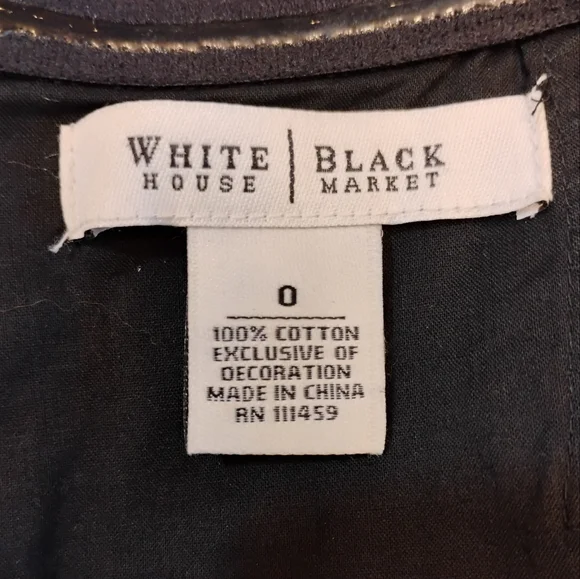 WHITE | BLACK
HOUSE | MARKET
0
100% COTTON
EXCLUSIVE OF
DECORATION
MADE IN CHINA
RN 111459